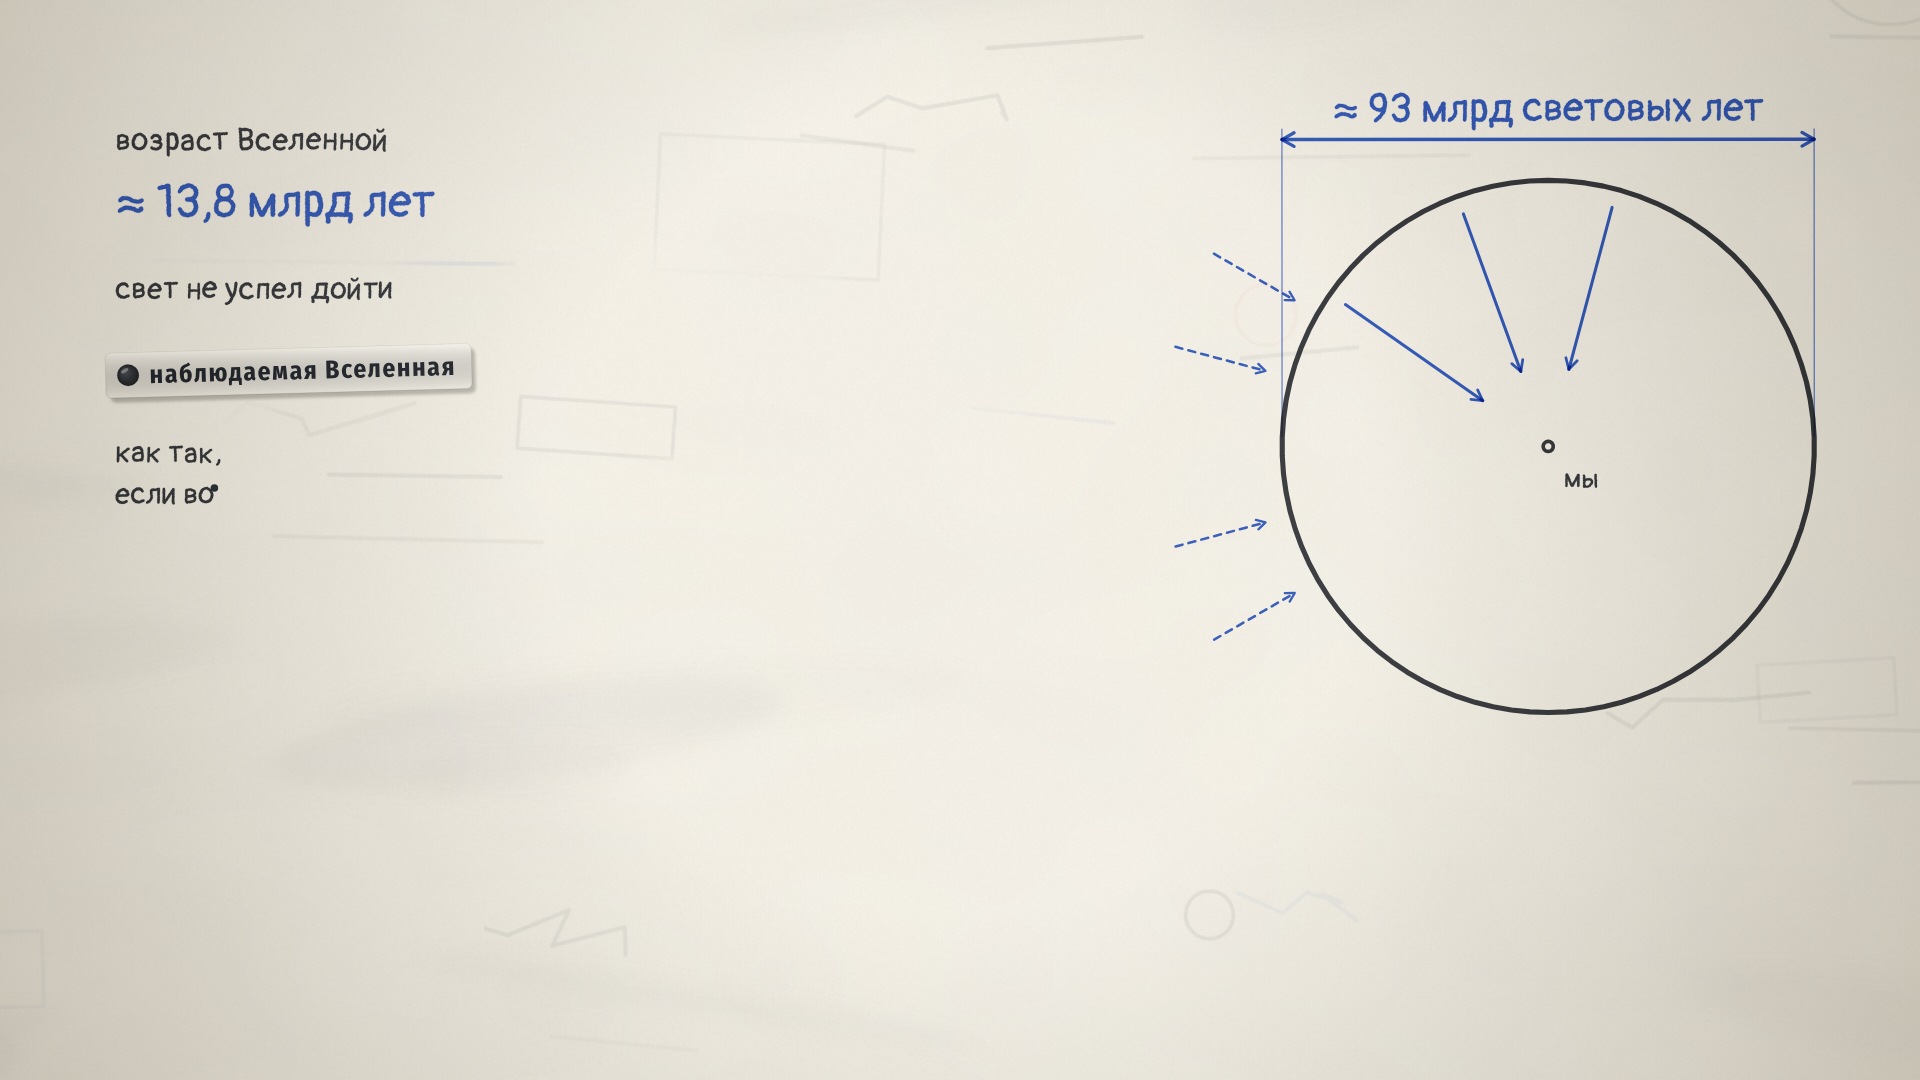 возраст Вселенной
≈ 13,8 млрд лет
свет не успел дойти
наблюдаемая Вселенная
как так,
если во
≈ 93 млрд световых лет
мы